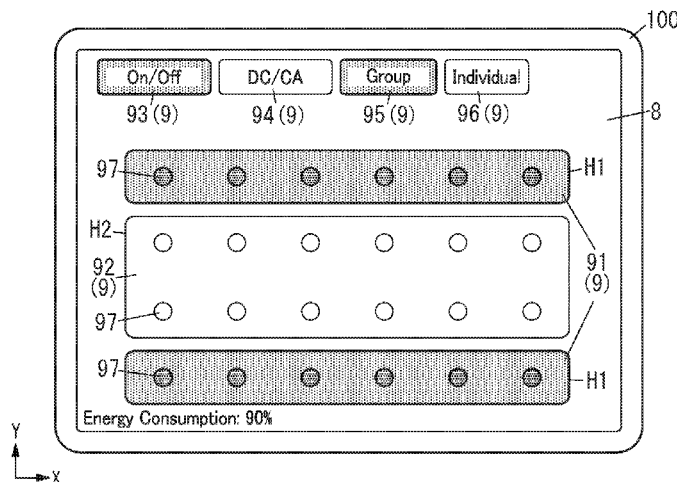 100
On/Off DC/CA Group Individual
93(9) 94(9) 95(9) 96(9)
8
97 H1
H2
92
(9)
91
(9)
97
97 H1
Energy Consumption: 90%
Y
X